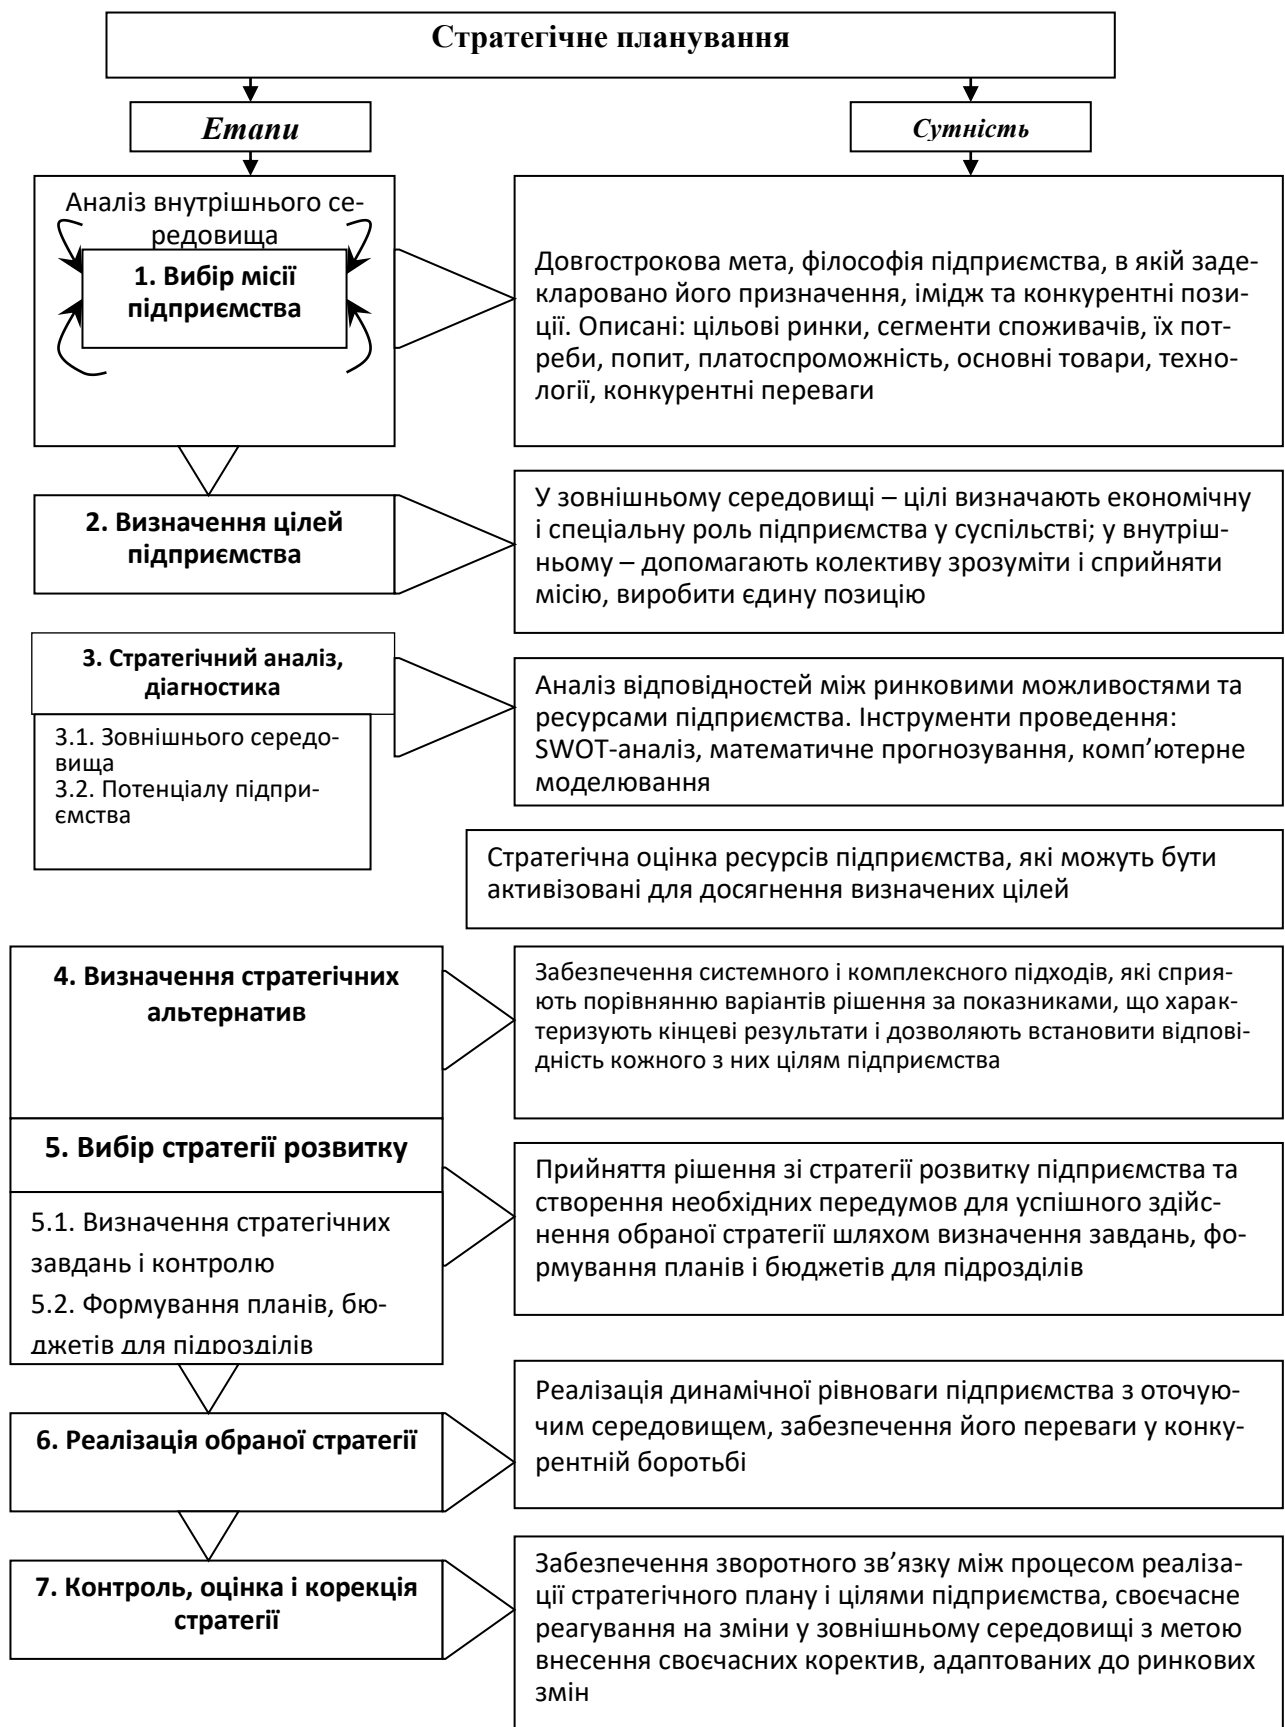 Стратегічне планування
Етапи
Сутність
Аналіз внутрішнього се-
редовища
1. Вибір місії
підприємства
Довгострокова мета, філософія підприємства, в якій заде-
кларовано його призначення, імідж та конкурентні пози-
ції. Описані: цільові ринки, сегменти споживачів, їх пот-
реби, попит, платоспроможність, основні товари, техно-
логії, конкурентні переваги
2. Визначення цілей
підприємства
У зовнішньому середовищі – цілі визначають економічну
і спеціальну роль підприємства у суспільстві; у внутріш-
ньому – допомагають колективу зрозуміти і сприйняти
місію, виробити єдину позицію
3. Стратегічний аналіз,
діагностика
3.1. Зовнішнього середо-
вища
3.2. Потенціалу підпри-
ємства
Аналіз відповідностей між ринковими можливостями та
ресурсами підприємства. Інструменти проведення:
SWOT-аналіз, математичне прогнозування, комп’ютерне
моделювання
Стратегічна оцінка ресурсів підприємства, які можуть бути
активізовані для досягнення визначених цілей
4. Визначення стратегічних
альтернатив
Забезпечення системного і комплексного підходів, які сприя-
ють порівнянню варіантів рішення за показниками, що харак-
теризують кінцеві результати і дозволяють встановити відпові-
дність кожного з них цілям підприємства
5. Вибір стратегії розвитку
5.1. Визначення стратегічних
завдань і контролю
5.2. Формування планів, бю-
джетів для підрозділів
Прийняття рішення зі стратегії розвитку підприємства та
створення необхідних передумов для успішного здійс-
нення обраної стратегії шляхом визначення завдань, фо-
рмування планів і бюджетів для підрозділів
6. Реалізація обраної стратегії
Реалізація динамічної рівноваги підприємства з оточую-
чим середовищем, забезпечення його переваги у конку-
рентній боротьбі
7. Контроль, оцінка і корекція
стратегії
Забезпечення зворотного зв’язку між процесом реаліза-
ції стратегічного плану і цілями підприємства, своєчасне
реагування на зміни у зовнішньому середовищі з метою
внесення своєчасних коректив, адаптованих до ринкових
змін